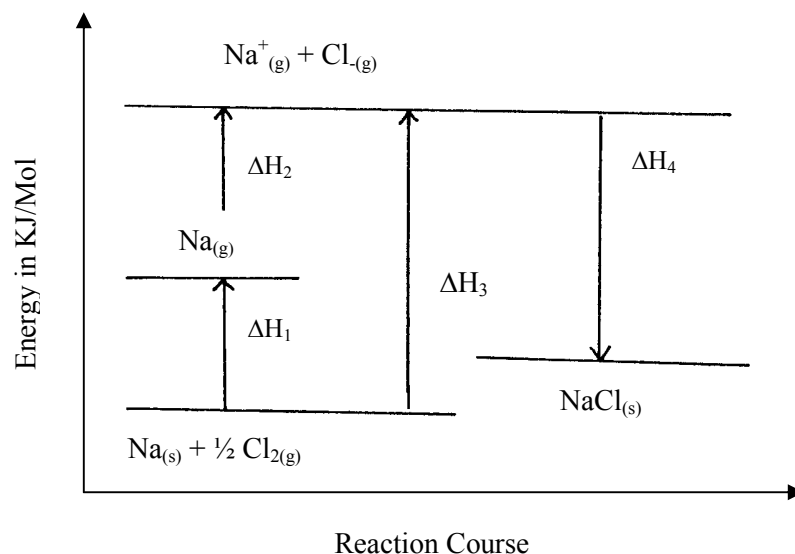 Na⁺(g) + Cl-(g)
ΔH₂
ΔH₄
Na(g)
ΔH₃
ΔH₁
NaCl(s)
Na(s) + ½ Cl₂(g)
Energy in KJ/Mol
Reaction Course